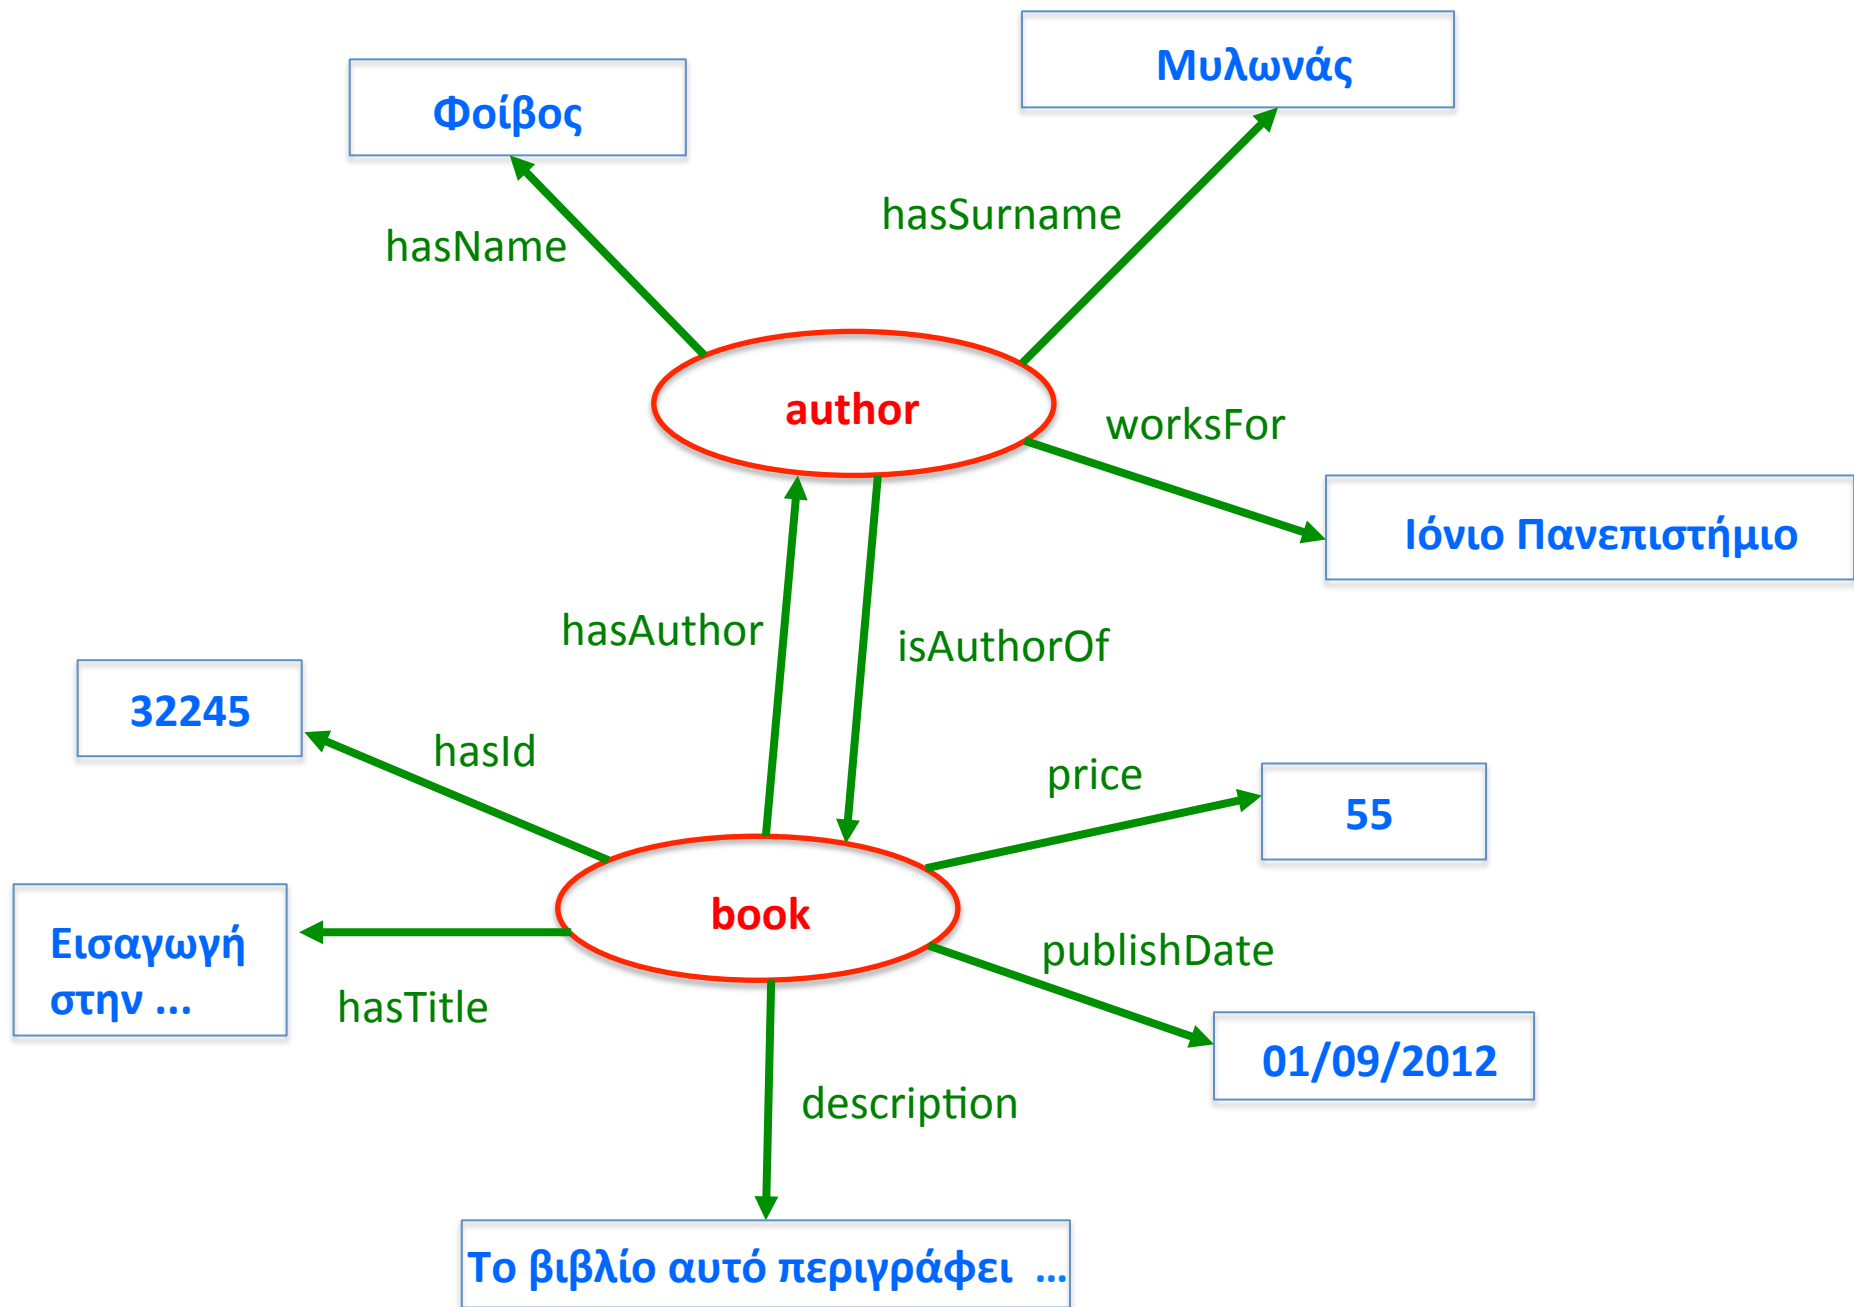 Μυλωνάς
Φοίβος
hasSurname
hasName
author
worksFor
Ιόνιο Πανεπιστήμιο
hasAuthor
isAuthorOf
32245
hasId
price
55
book
Εισαγωγή
στην ...
publishDate
hasTitle
01/09/2012
description
Το βιβλίο αυτό περιγράφει ...